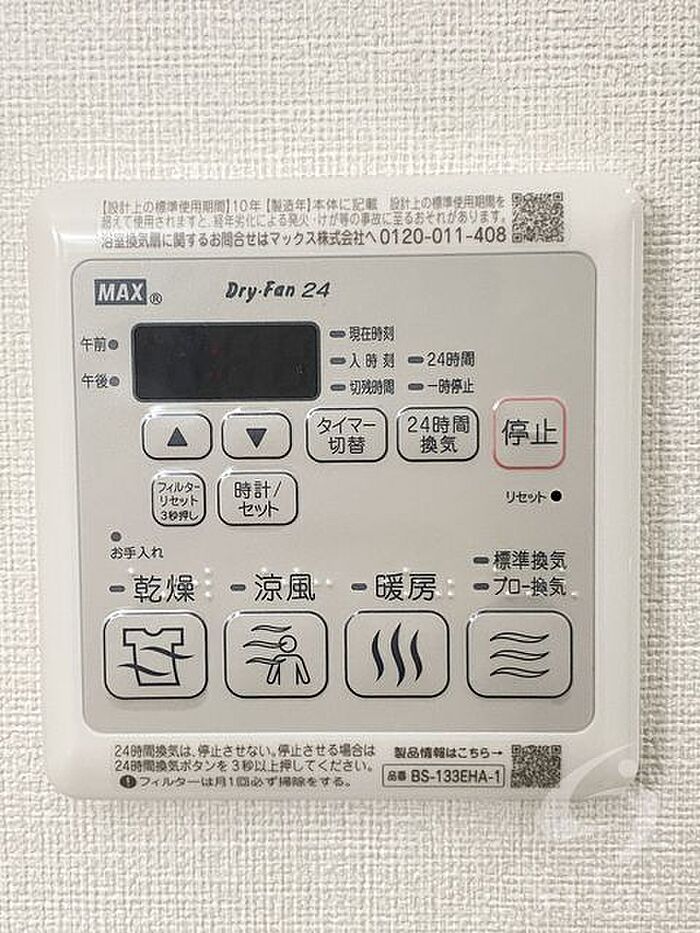 【設計上の標準使用期間】10年【製造年】本体に記載 設計上の標準使用期間を
超えて使用されますと、経年劣化による発火・けが等の事故に至るおそれがあります。
浴室換気扇に関するお問合せはマックス株式会社へ 0120-011-408
MAX® Dry・Fan 24
午前
午後
現在時刻
入時刻 24時間
切残時間 一時停止
▲ ▼ タイマー切替 24時間換気 停止
フィルターリセット3秒押し 時計/セット リセット
お手入れ
標準換気
乾燥 涼風 暖房 プロー換気
24時間換気は、停止させない。停止させる場合は
24時間換気ボタンを3秒以上押してください。
フィルターは月1回必ず掃除をする。
製品情報はこちら→
品番 BS-133EHA-1